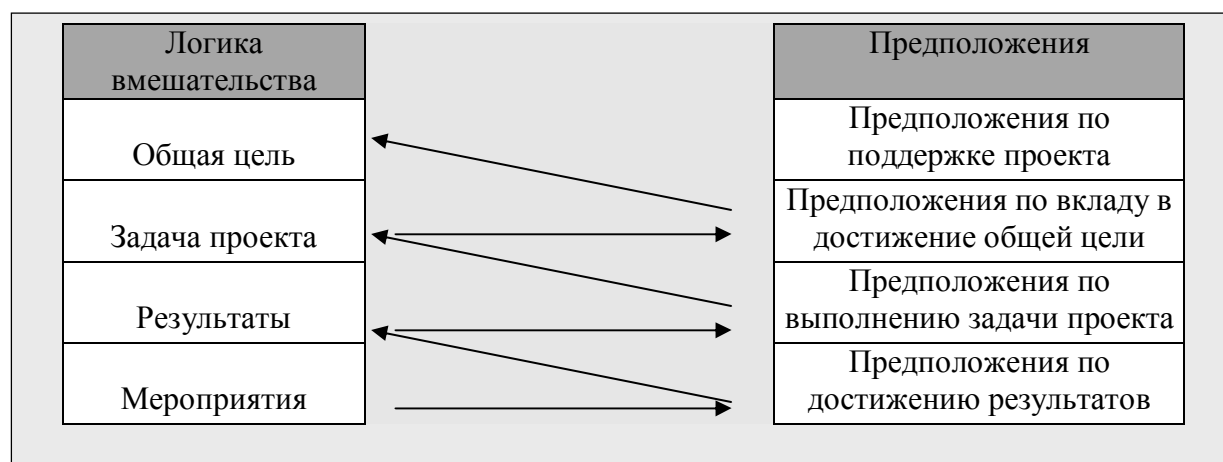 Логика
вмешательства
Предположения
Общая цель
Предположения по
поддержке проекта
Задача проекта
Предположения по вкладу в
достижение общей цели
Результаты
Предположения по
выполнению задачи проекта
Мероприятия
Предположения по
достижению результатов